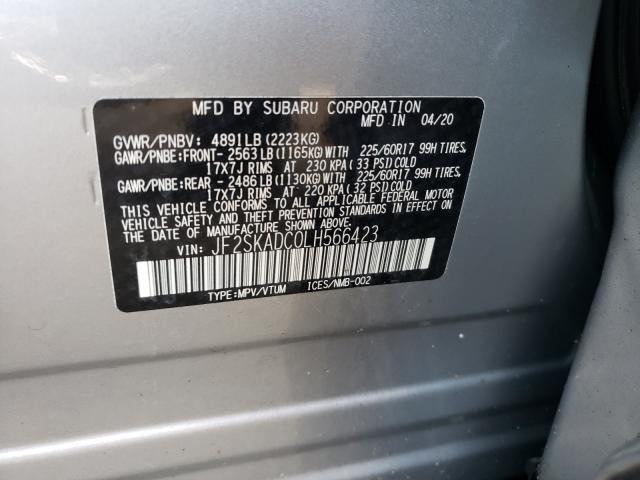 MFD BY SUBARU CORPORATION
MFD IN 04/20
GVWR/PNBV: 4891LB (2223KG)
GAWR/PNBE:FRONT- 2563LB (1165KG)WITH 225/60R17 99H TIRES,
17X7J RIMS AT 230 KPA (33 PSI)COLD
GAWR/PNBE:REAR - 2486LB (1130KG)WITH 225/60R17 99H TIRES,
17X7J RIMS AT 220 KPA (32 PSI)COLD
THIS VEHICLE CONFORMS TO ALL APPLICABLE FEDERAL MOTOR
VEHICLE SAFETY AND THEFT PREVENTION STANDARDS IN EFFECT ON
THE DATE OF MANUFACTURE SHOWN ABOVE.
VIN: JF2SKADC0LH566423
TYPE:MPV/VTUM ICES/NMB-002